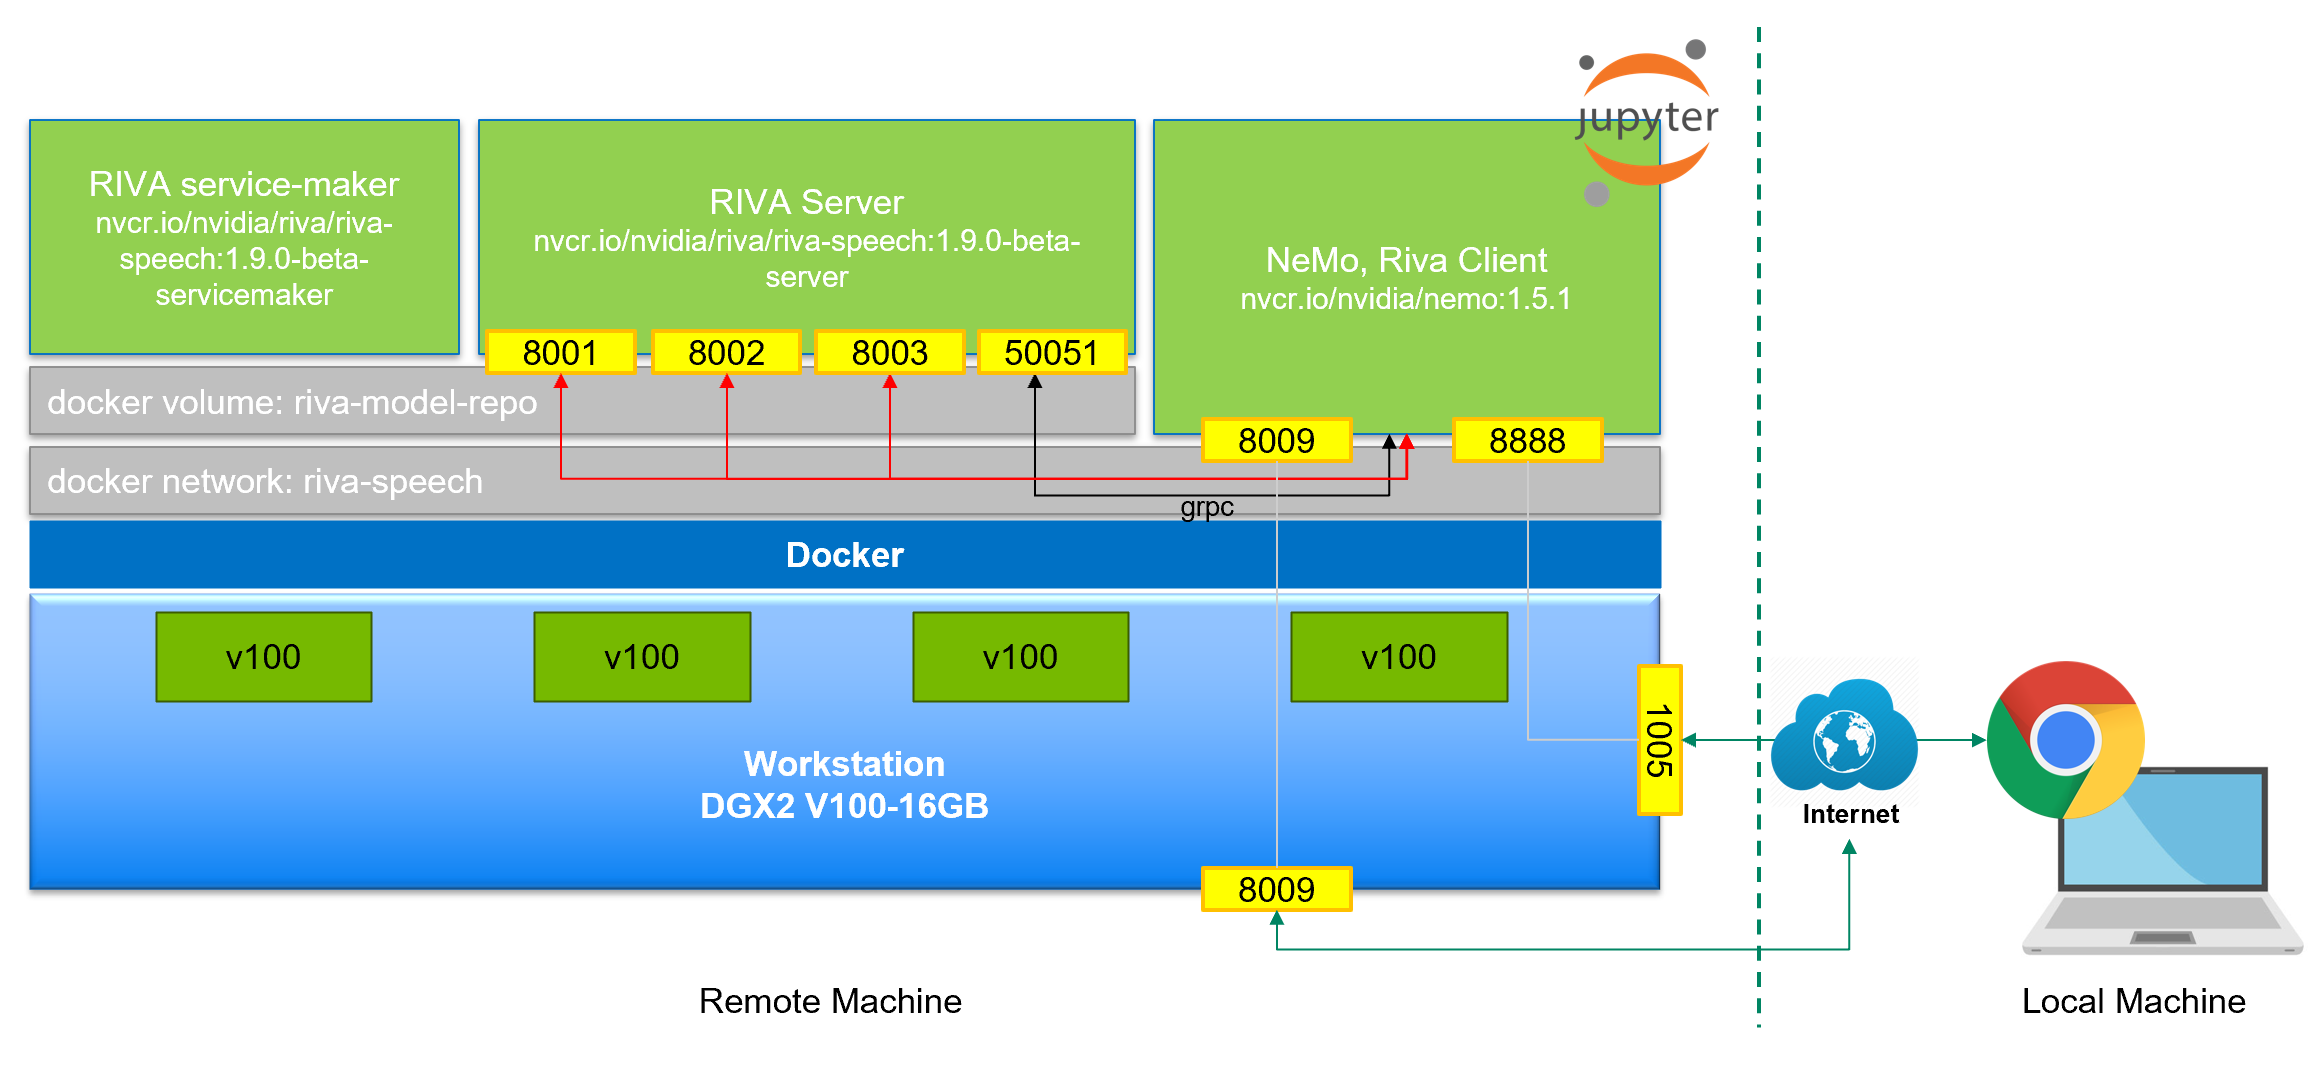 jupyter
RIVA service-maker
nvcr.io/nvidia/riva/riva-
speech:1.9.0-beta-
servicemaker
RIVA Server
nvcr.io/nvidia/riva/riva-speech:1.9.0-beta-
server
NeMo, Riva Client
nvcr.io/nvidia/nemo:1.5.1
8001
8002
8003
50051
docker volume: riva-model-repo
8009
8888
docker network: riva-speech
grpc
Docker
v100
v100
v100
v100
1005
Workstation
DGX2 V100-16GB
Internet
8009
Remote Machine
Local Machine